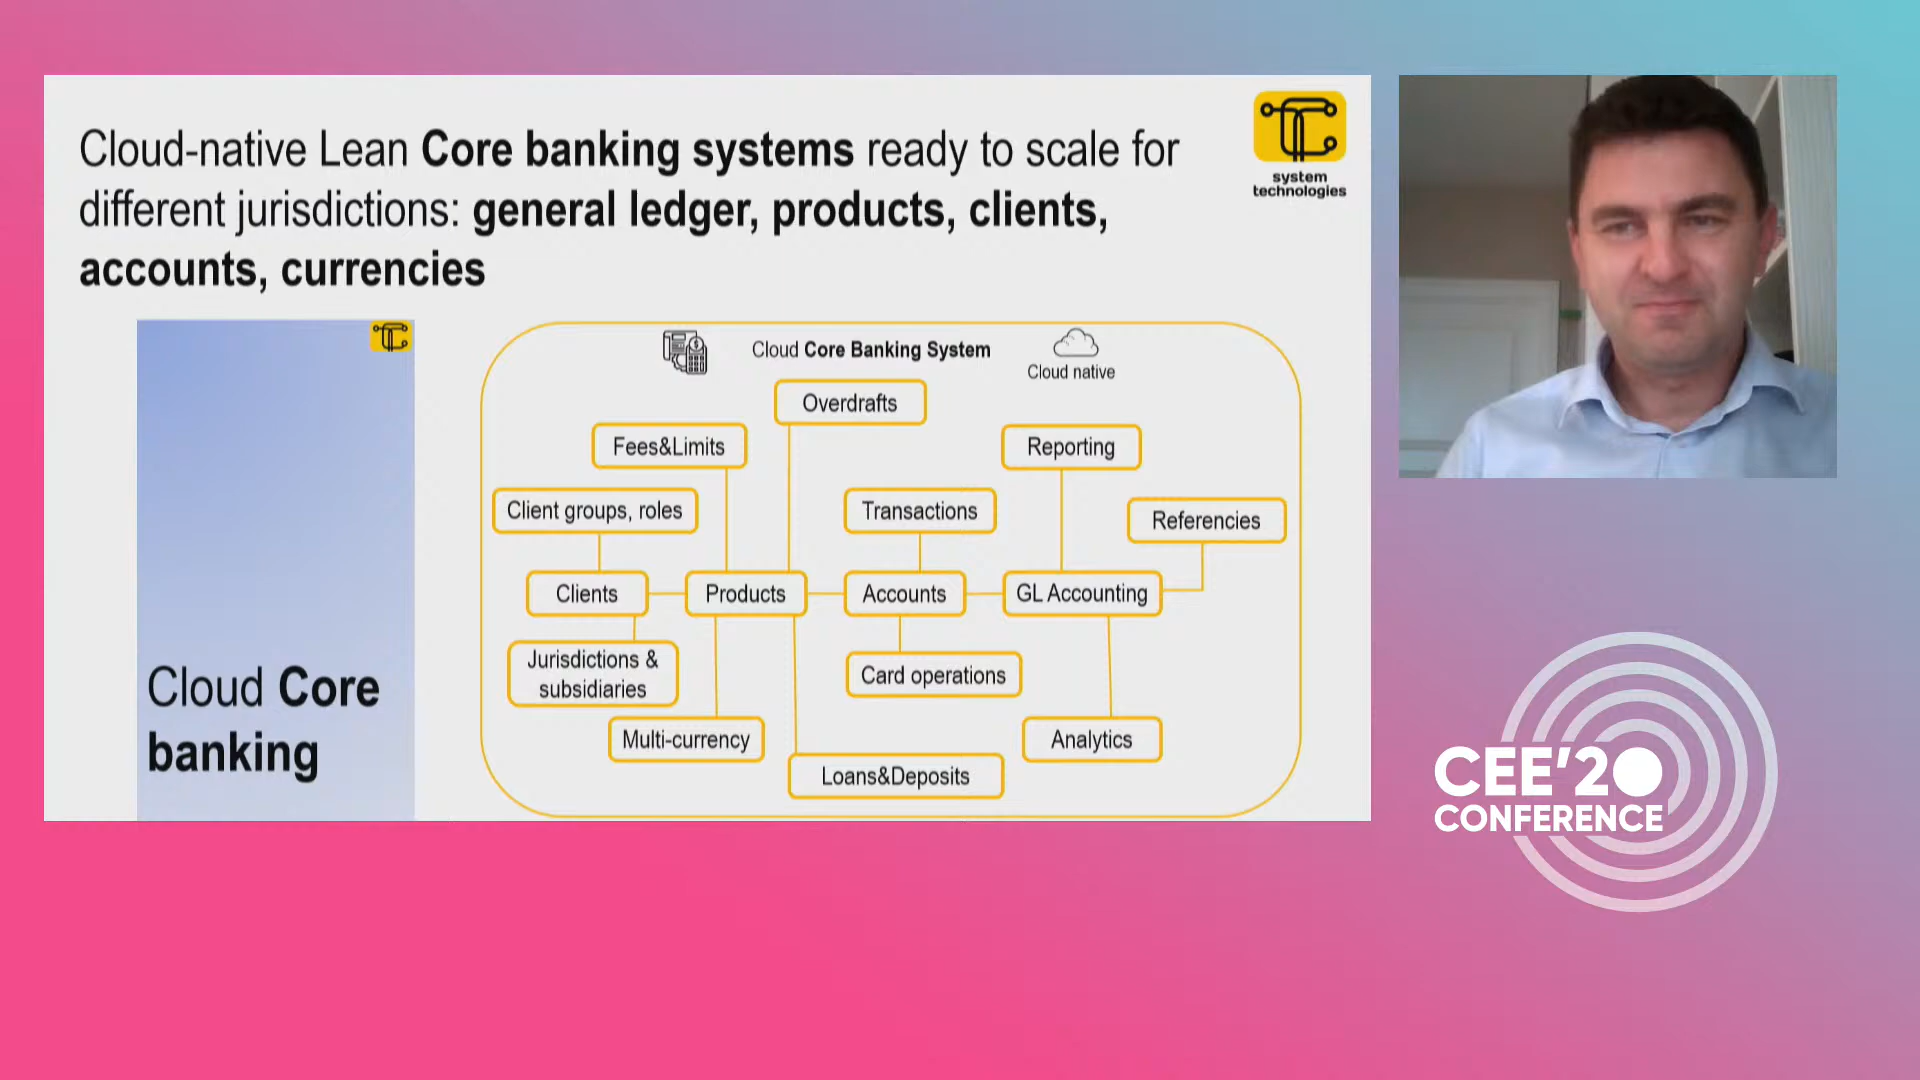 Cloud-native Lean Core banking systems ready to scale for
different jurisdictions: general ledger, products, clients,
accounts, currencies
system
technologies
Cloud Core
banking
Cloud Core Banking System
Cloud native
Overdrafts
Fees&Limits
Reporting
Client groups, roles
Transactions
Referencies
Clients
Products
Accounts
GL Accounting
Jurisdictions &
subsidiaries
Card operations
Multi-currency
Analytics
Loans&Deposits
CEE'20
CONFERENCE